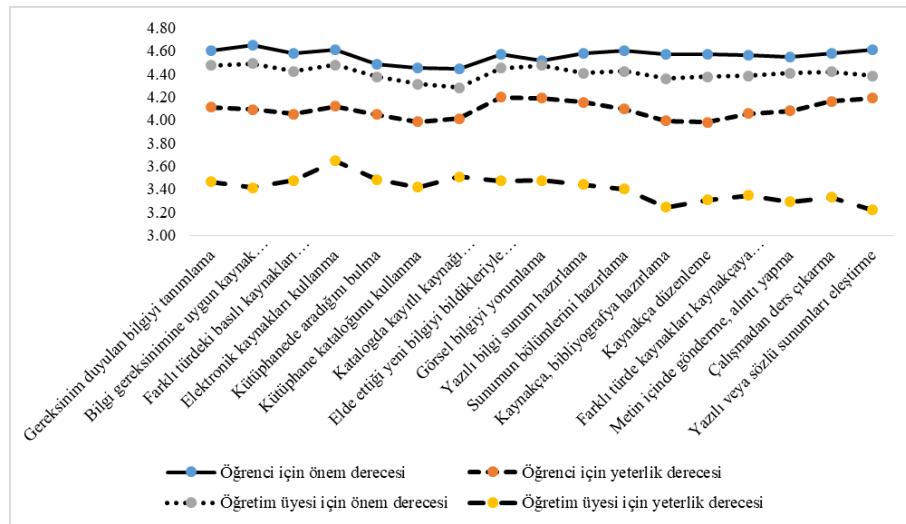 4.80
4.60
4.40
4.20
4.00
3.80
3.60
3.40
3.20
3.00
Gereksinim duyulan bilgiyi tanımlama
Bilgi gereksinimine uygun kaynak…
Farklı türdeki basılı kaynakları…
Elektronik kaynakları kullanma
Kütüphanede aradığını bulma
Kütüphane kataloğunu kullanma
Katalogda kayıtlı kaynağı…
Elde ettiği yeni bilgiyi bildikleriyle…
Görsel bilgiyi yorumlama
Yazılı bilgi sunum hazırlama
Sunumun bölümlerini hazırlama
Kaynakça, bibliyografya hazırlama
Kaynakça düzenleme
Farklı türde kaynakları kaynakçaya…
Metin içinde gönderme, alıntı yapma
Çalışmadan ders çıkarma
Yazılı veya sözlü sunumları eleştirme
Öğrenci için önem derecesi
Öğrenci için yeterlik derecesi
Öğretim üyesi için önem derecesi
Öğretim üyesi için yeterlik derecesi